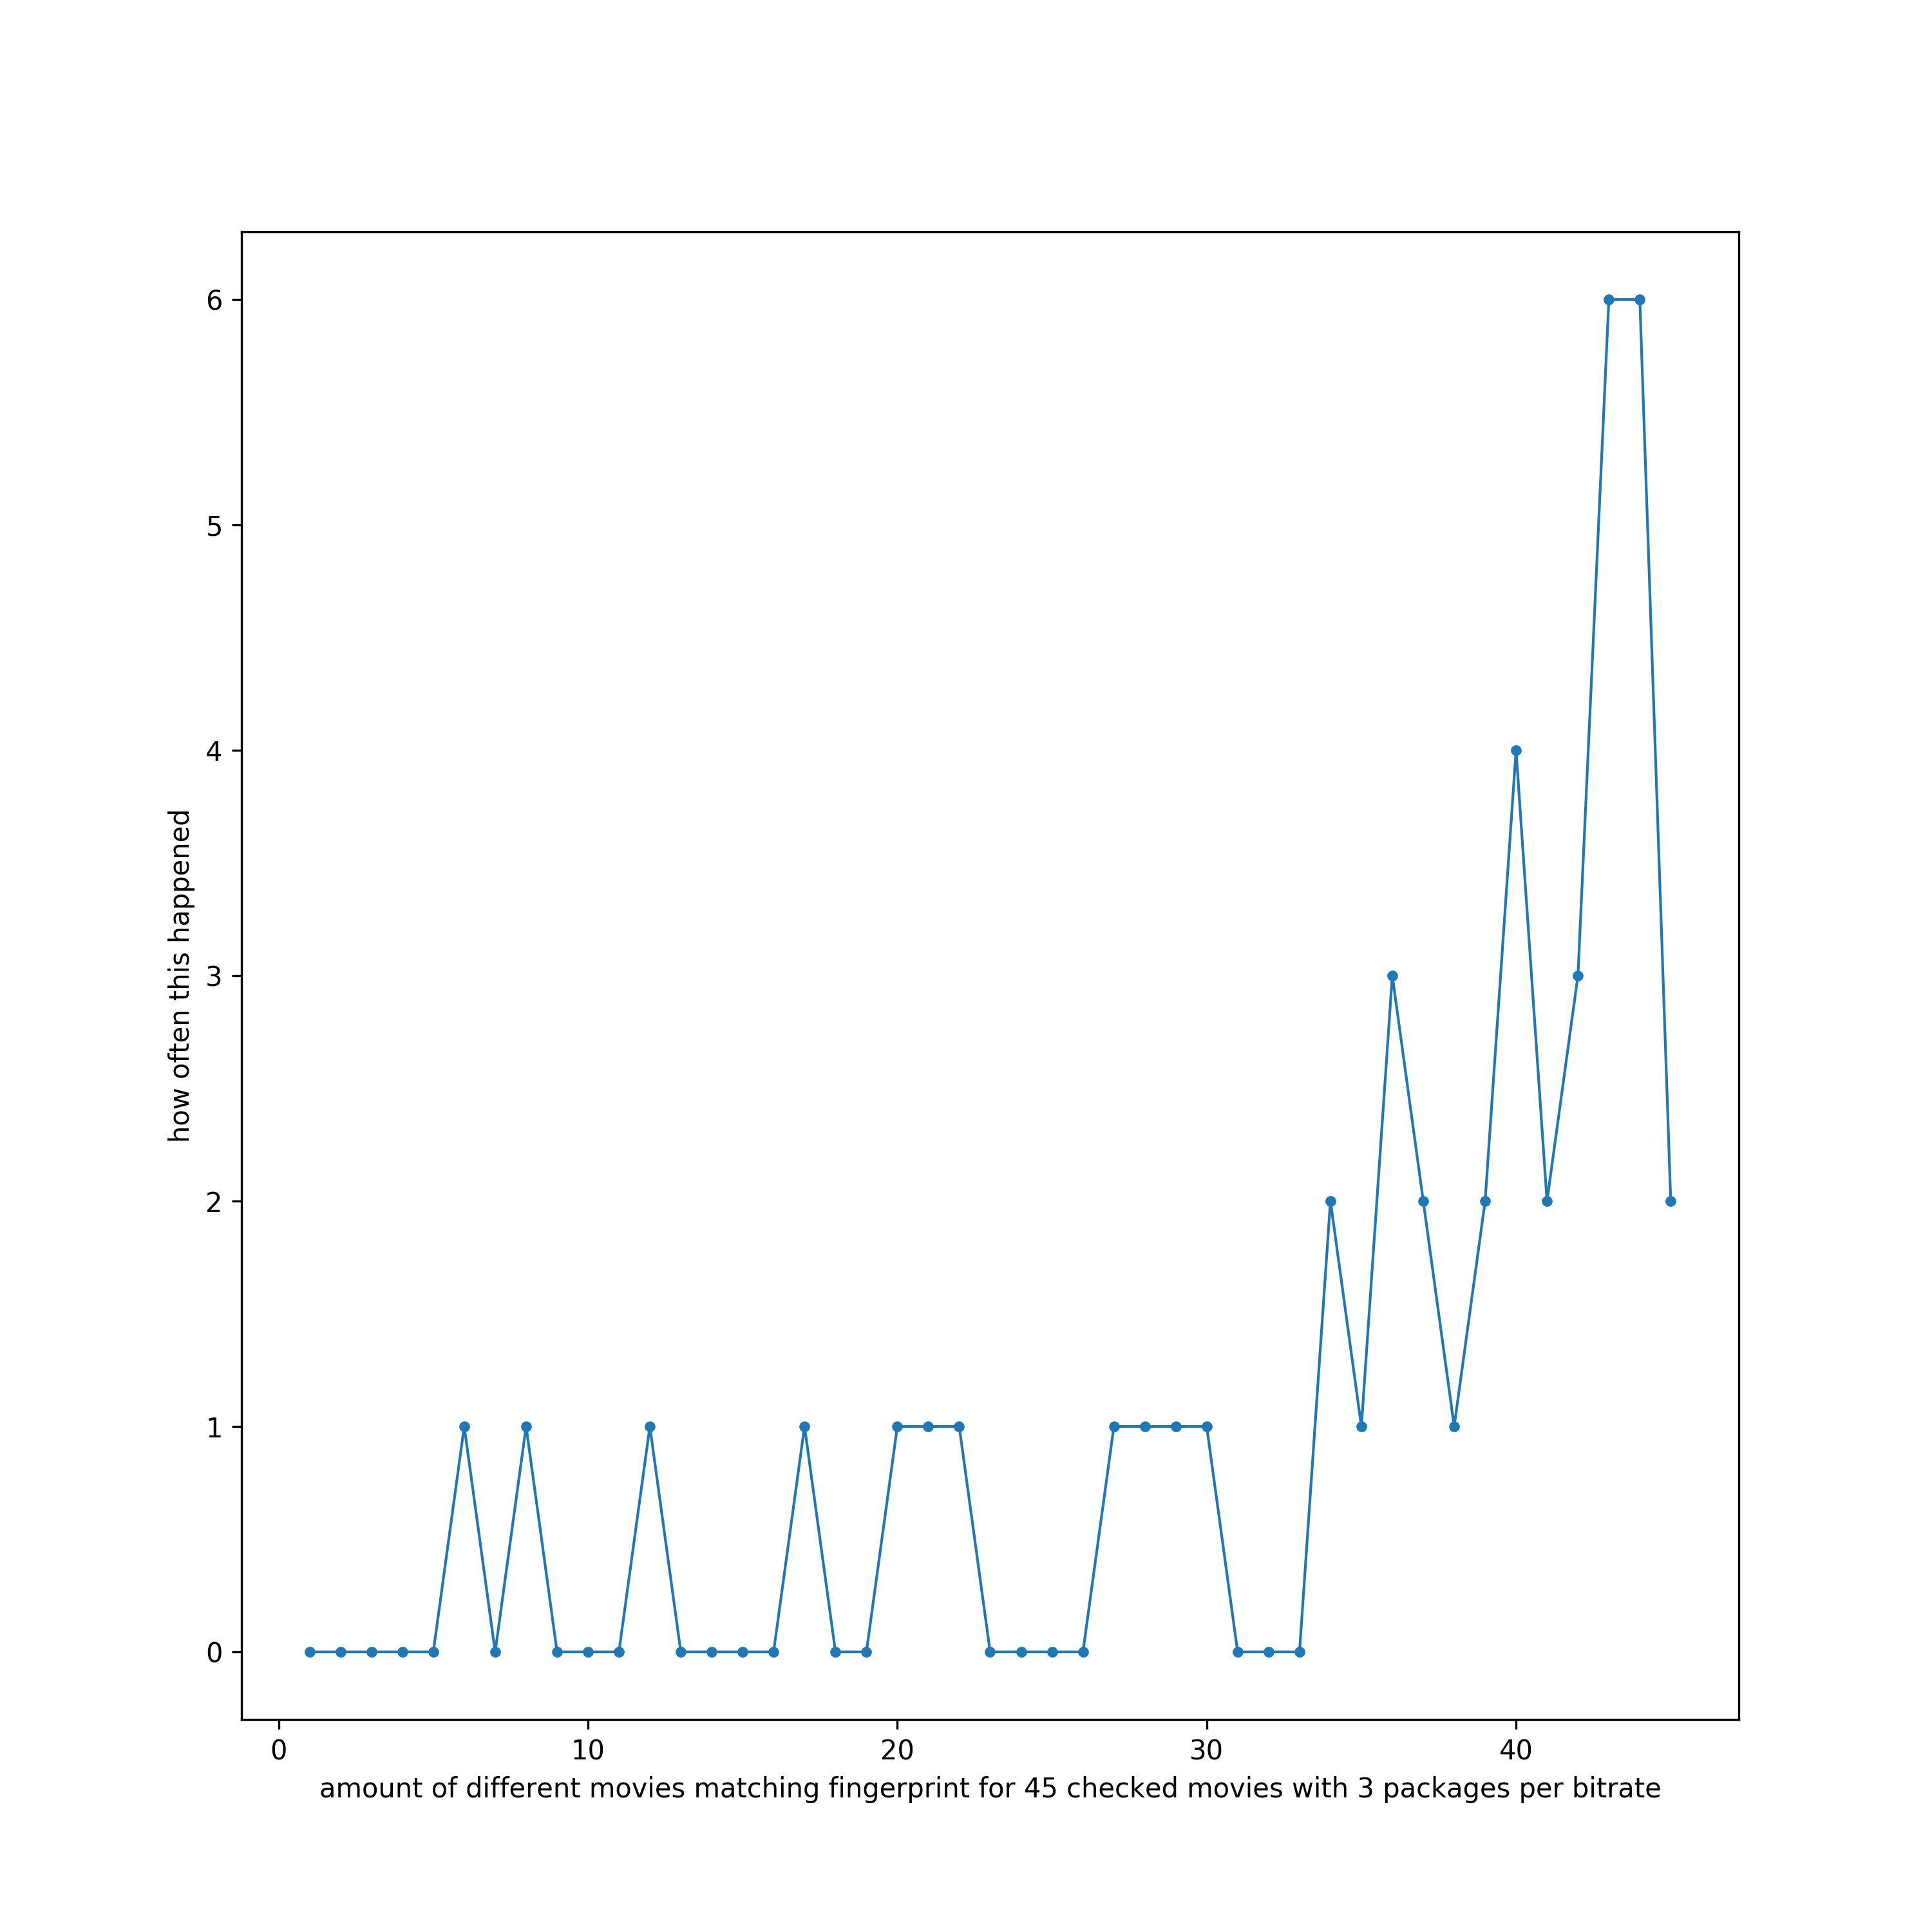 6
5
4
3
2
1
0
how often this happened
0 10 20 30 40
amount of different movies matching fingerprint for 45 checked movies with 3 packages per bitrate